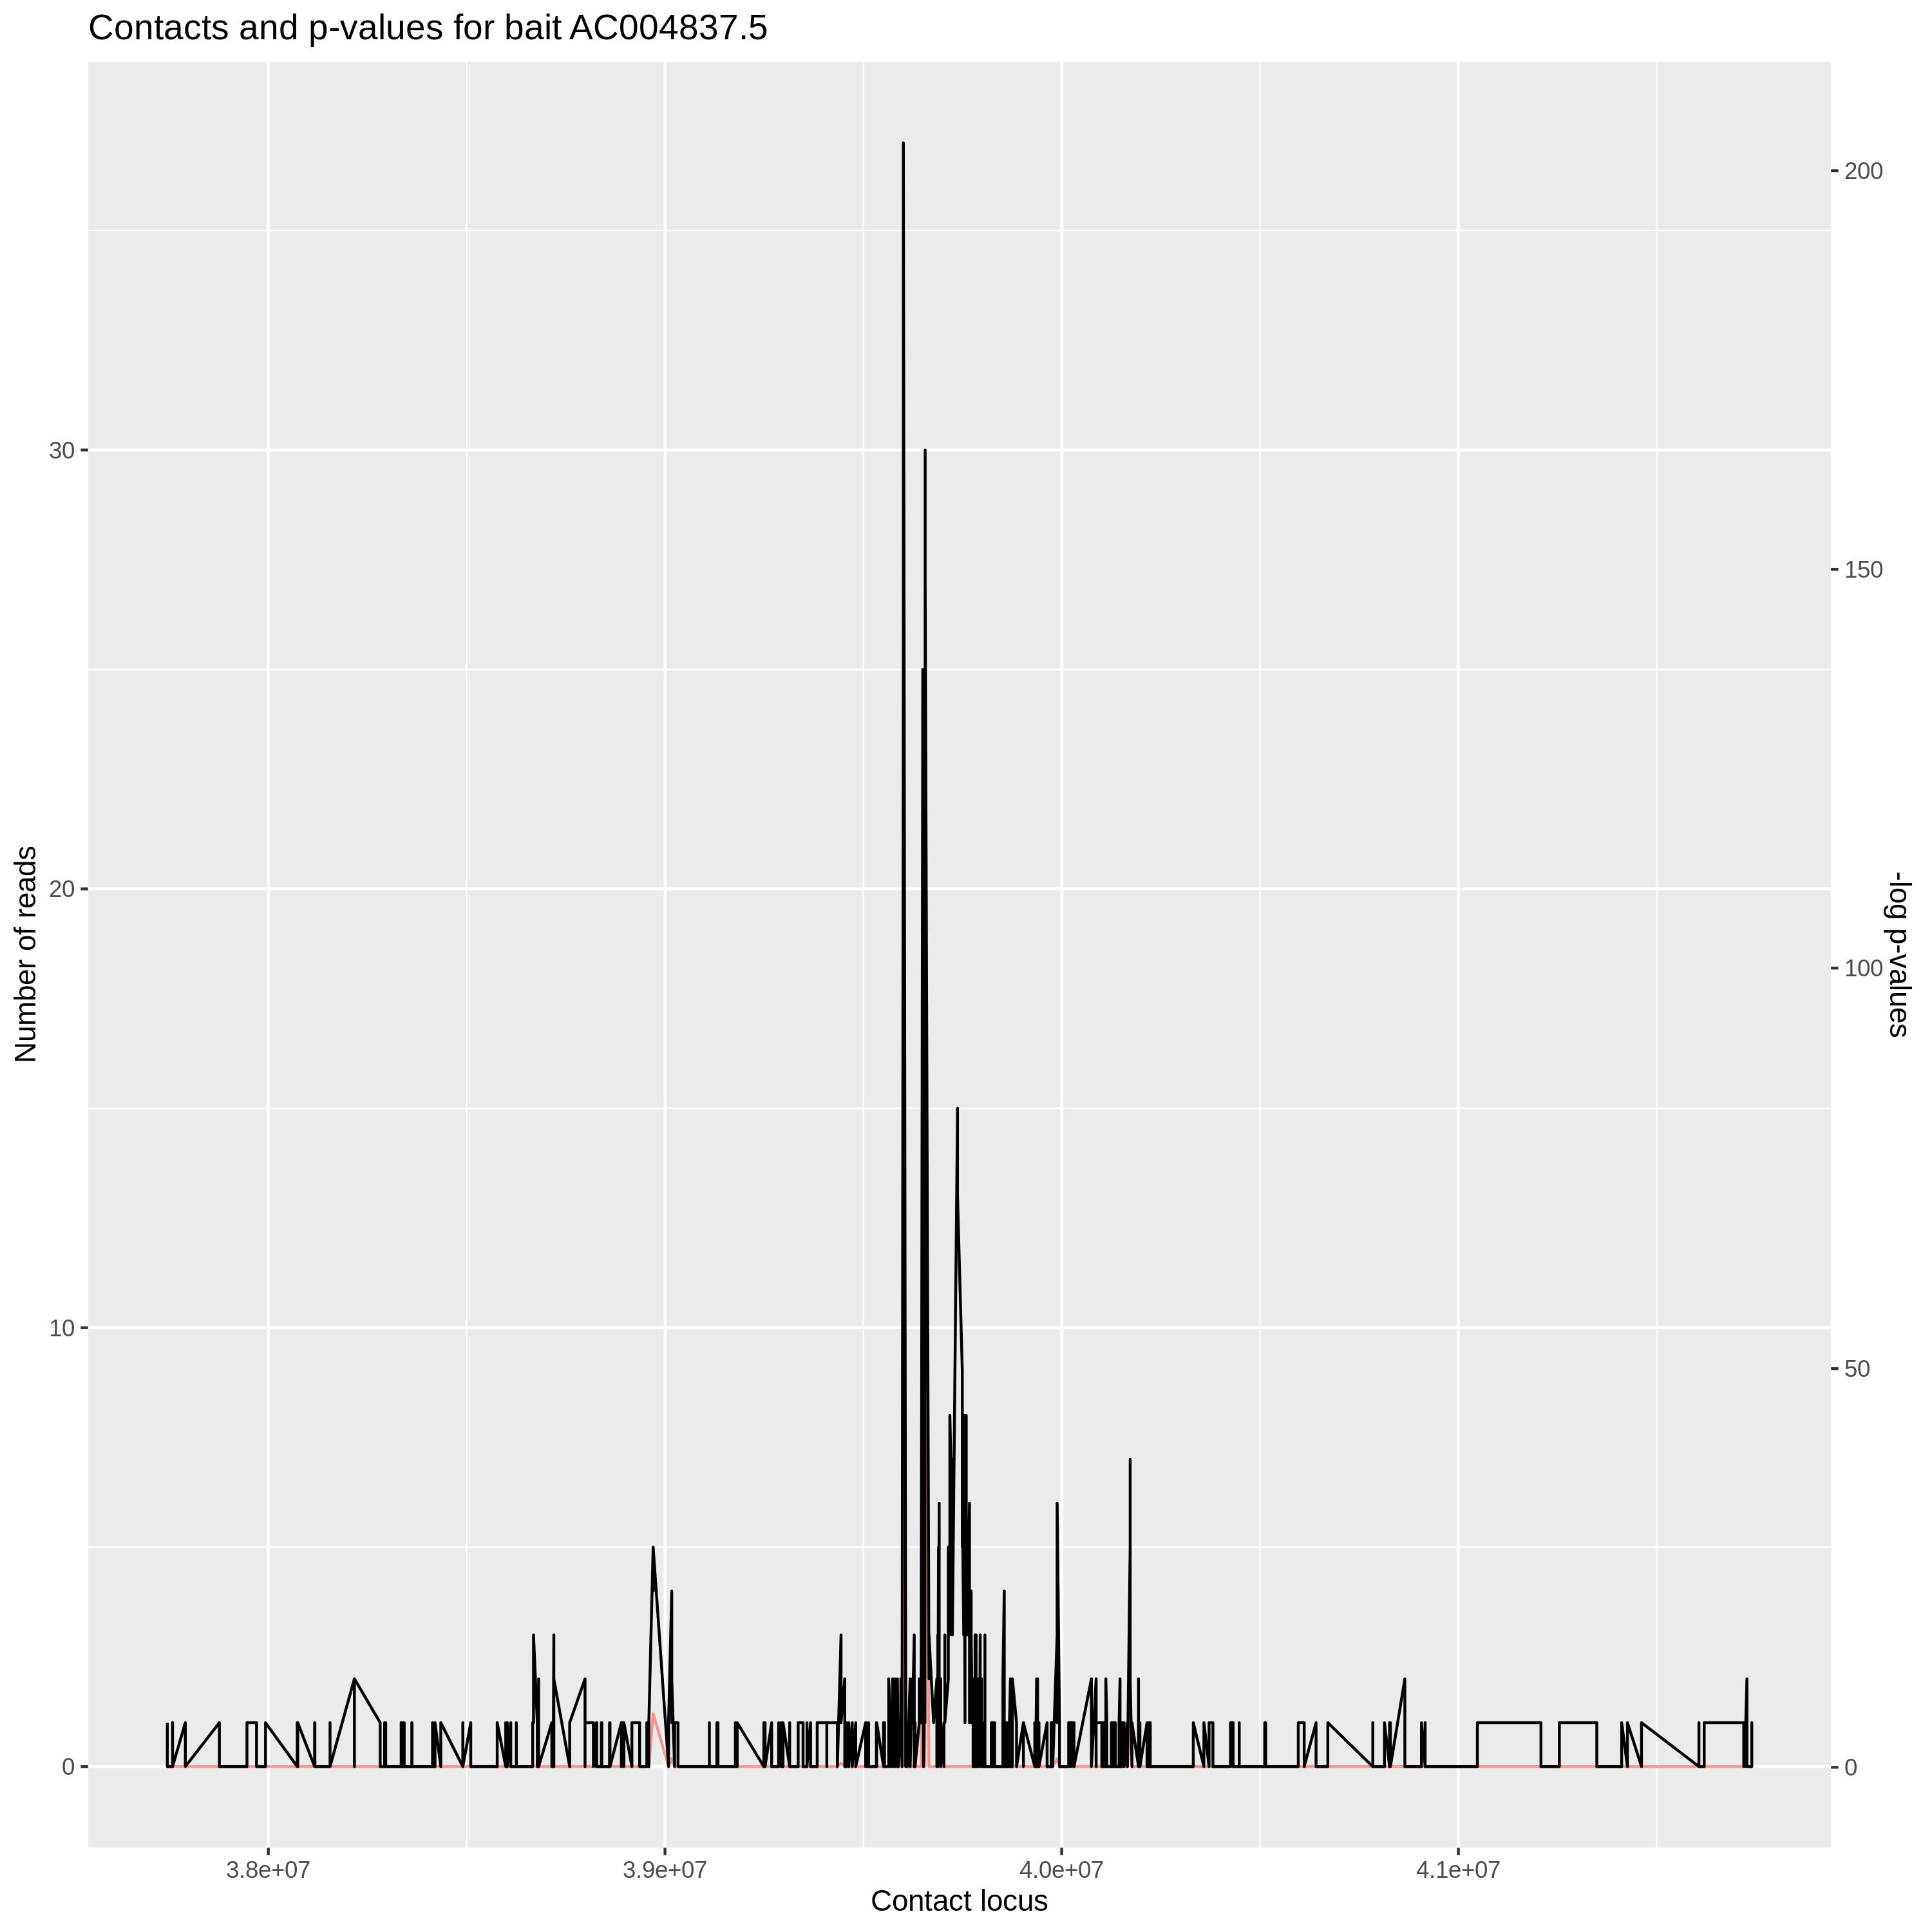 Contacts and p-values for bait AC004837.5
Number of reads
30
20
10
0
200
150
100
50
0
-log p-values
3.8e+07
3.9e+07
4.0e+07
4.1e+07
Contact locus